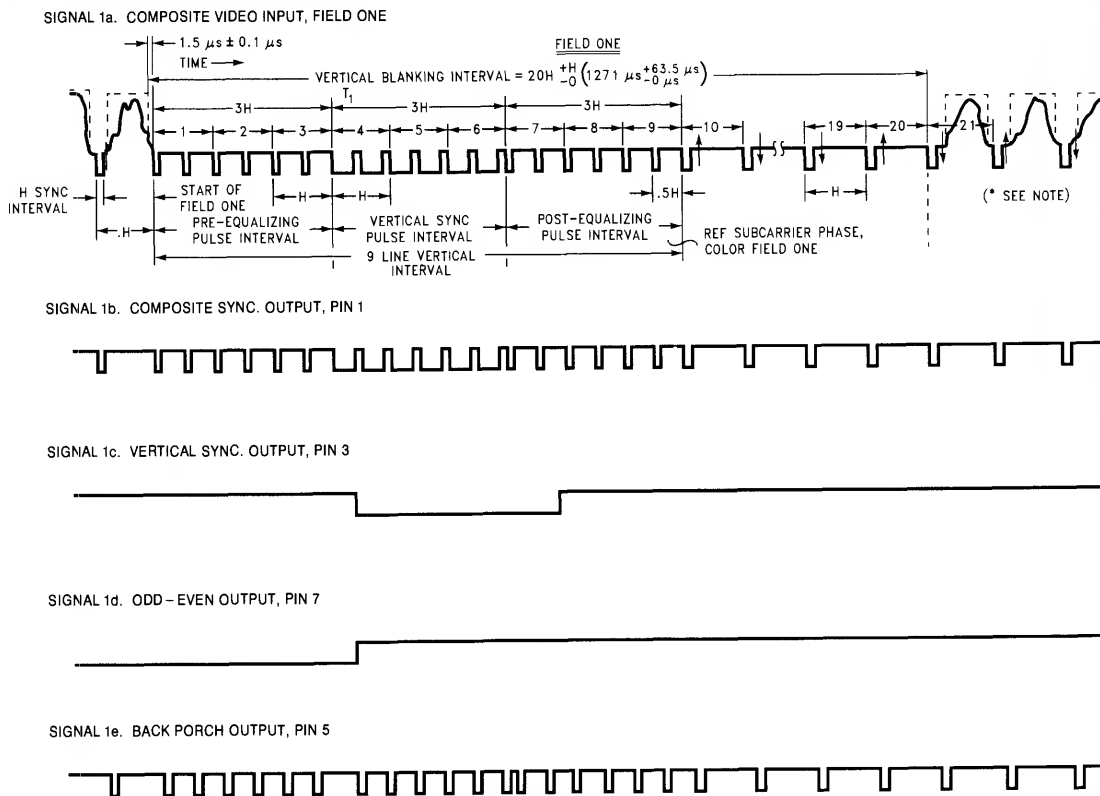 SIGNAL 1a. COMPOSITE VIDEO INPUT, FIELD ONE
1.5 µs ± 0.1 µs
TIME
FIELD ONE
VERTICAL BLANKING INTERVAL = 20H +H -0 (1271 µs +63.5 µs -0 µs)
T1
3H 3H 3H
1 2 3 4 5 6 7 8 9 10 19 20 21
H SYNC
INTERVAL
.H
START OF
FIELD ONE
H H .5H H
(* SEE NOTE)
PRE-EQUALIZING
PULSE INTERVAL
VERTICAL SYNC
PULSE INTERVAL
POST-EQUALIZING
PULSE INTERVAL
REF SUBCARRIER PHASE,
COLOR FIELD ONE
9 LINE VERTICAL
INTERVAL
SIGNAL 1b. COMPOSITE SYNC. OUTPUT, PIN 1
SIGNAL 1c. VERTICAL SYNC. OUTPUT, PIN 3
SIGNAL 1d. ODD–EVEN OUTPUT, PIN 7
SIGNAL 1e. BACK PORCH OUTPUT, PIN 5